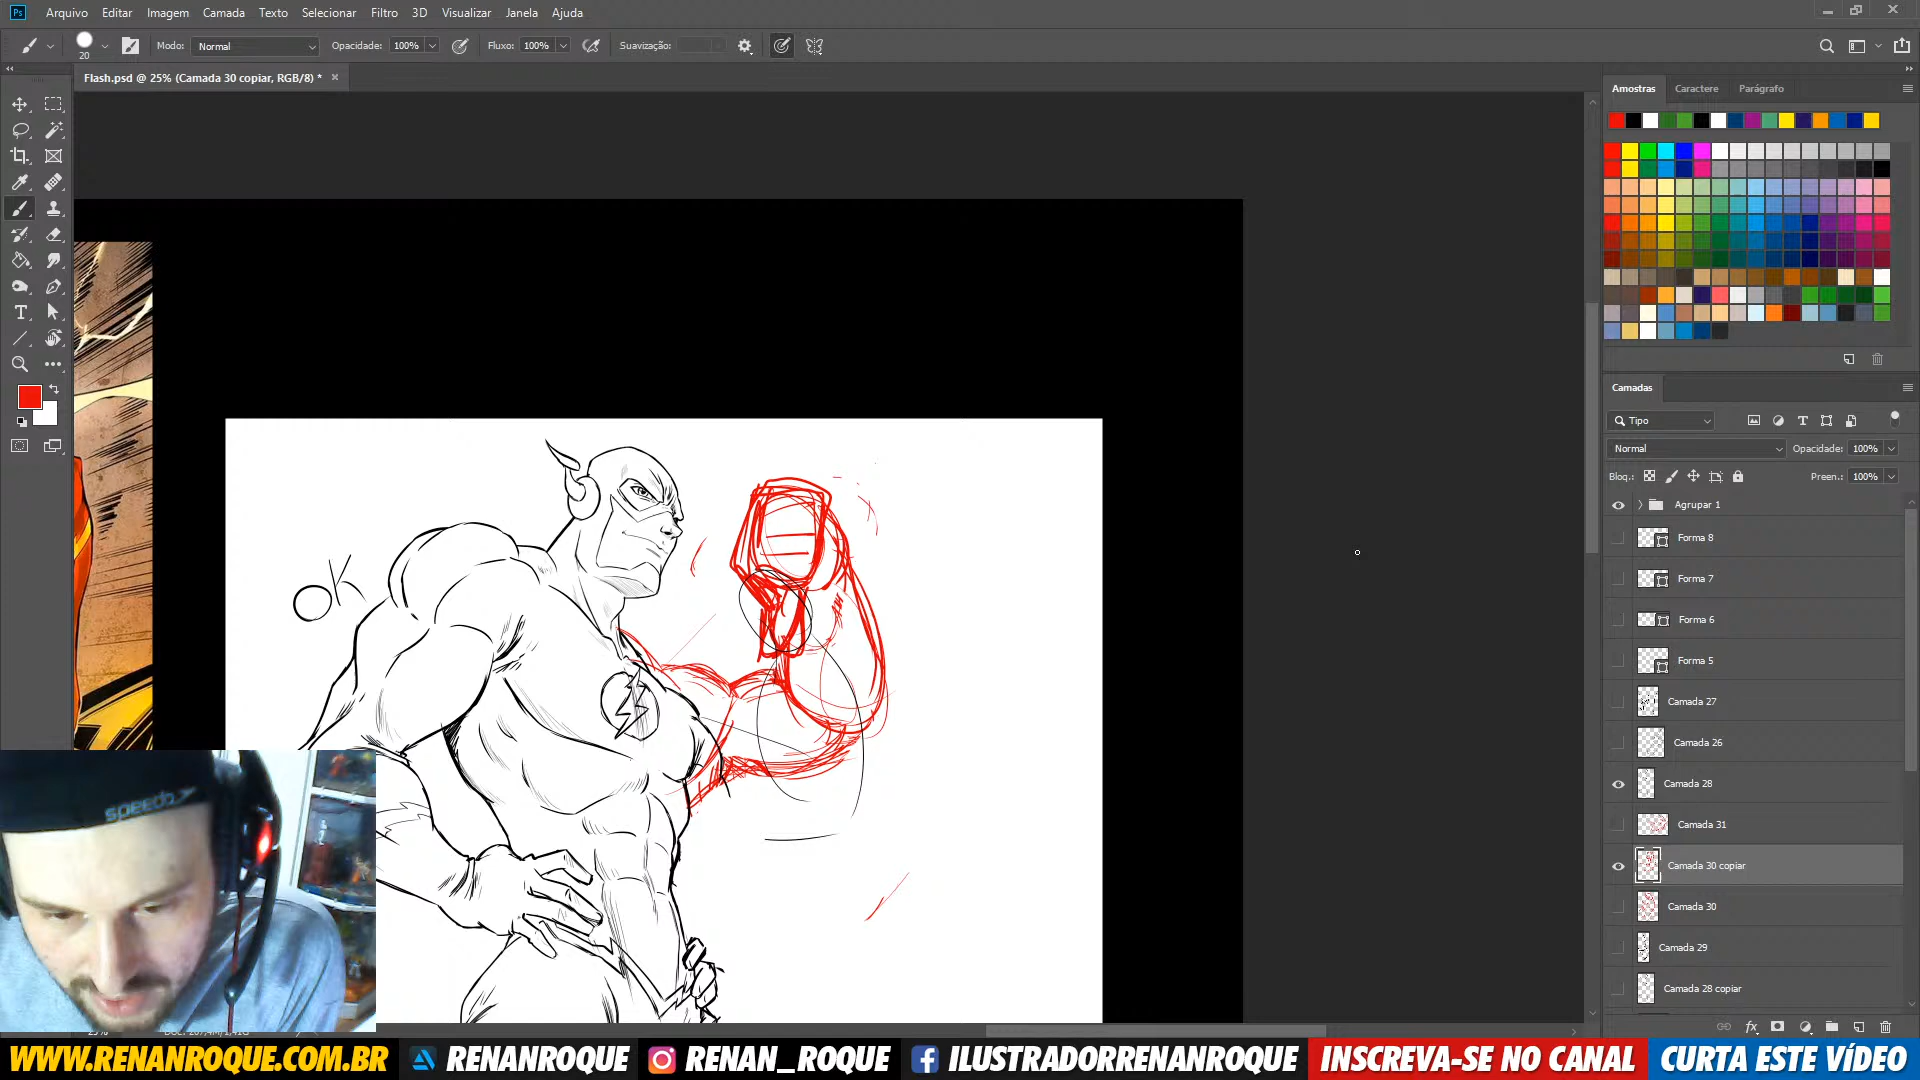 Ps Arquivo Editar Imagem Camada Texto Selecionar Filtro 3D Visualizar Janela Ajuda
20 Modo: Normal Opacidade: 100% Fluxo: 100% Suavização:
Flash.psd @ 25% (Camada 30 copiar, RGB/8) *
Amostras Caractere Parágrafo
Camadas
Tipo
Normal Opacidade: 100%
Bloq.: Preen.: 100%
Agrupar 1
Forma 8
Forma 7
Forma 6
Forma 5
Camada 27
Camada 26
Camada 28
Camada 31
Camada 30 copiar
Camada 30
Camada 29
Camada 28 copiar
OK
speedo
fx
WWW.RENANROQUE.COM.BR RENANROQUE RENAN_ROQUE ILUSTRADORRENANROQUE INSCREVA-SE NO CANAL CURTA ESTE VÍDEO